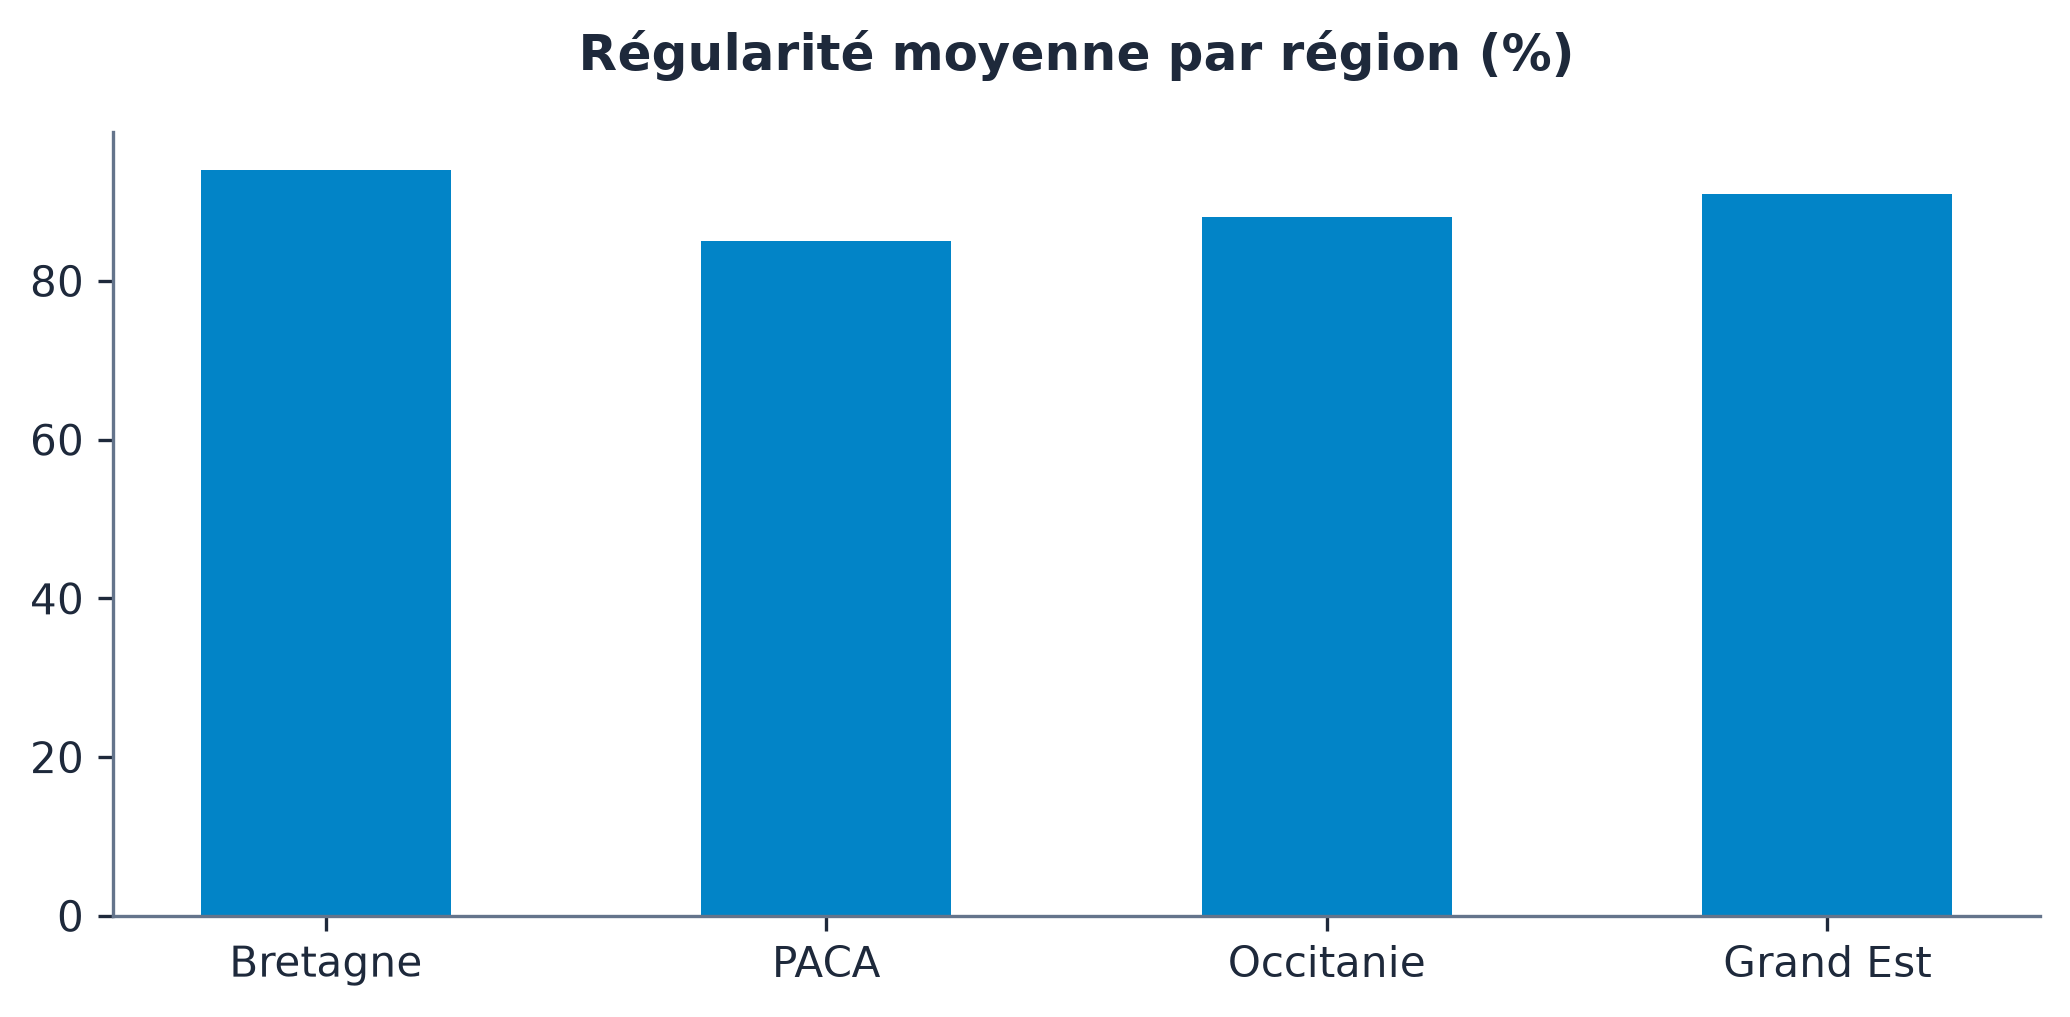 Régularité moyenne par région (%)
80
60
40
20
0
Bretagne PACA Occitanie Grand Est